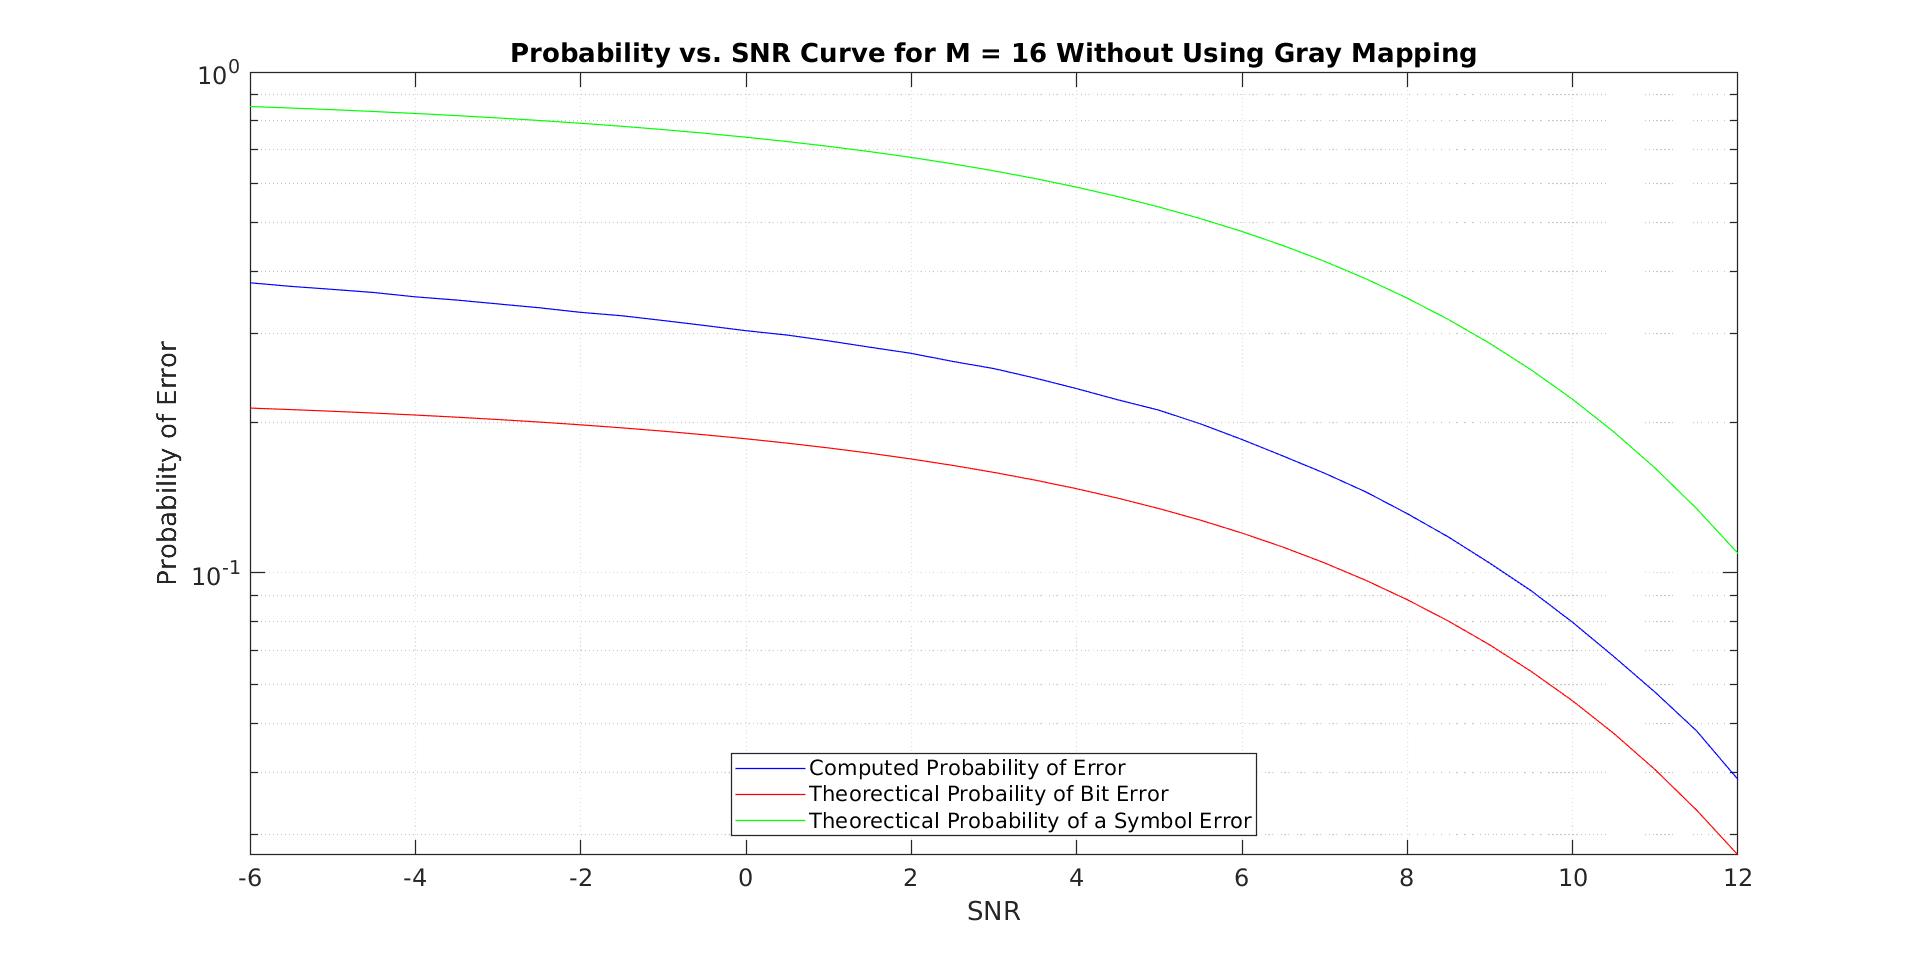 Probability vs. SNR Curve for M = 16 Without Using Gray Mapping
10^0
10^-1
Probability of Error
Computed Probability of Error
Theorectical Probaility of Bit Error
Theorectical Probability of a Symbol Error
-6 -4 -2 0 2 4 6 8 10 12
SNR